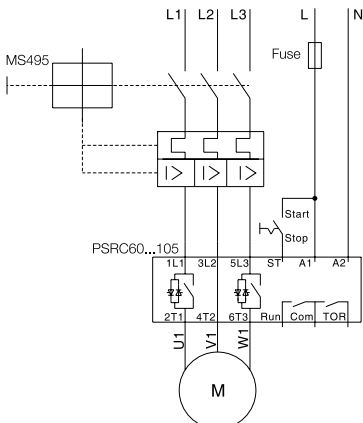 L1 L2 L3 L N
Fuse
MS495
I> I> I>
Start
Stop
PSRC60...105
1L1 3L2 5L3 ST A1 A2
2T1 4T2 6T3 Run Com TOR
U1 V1 W1
M